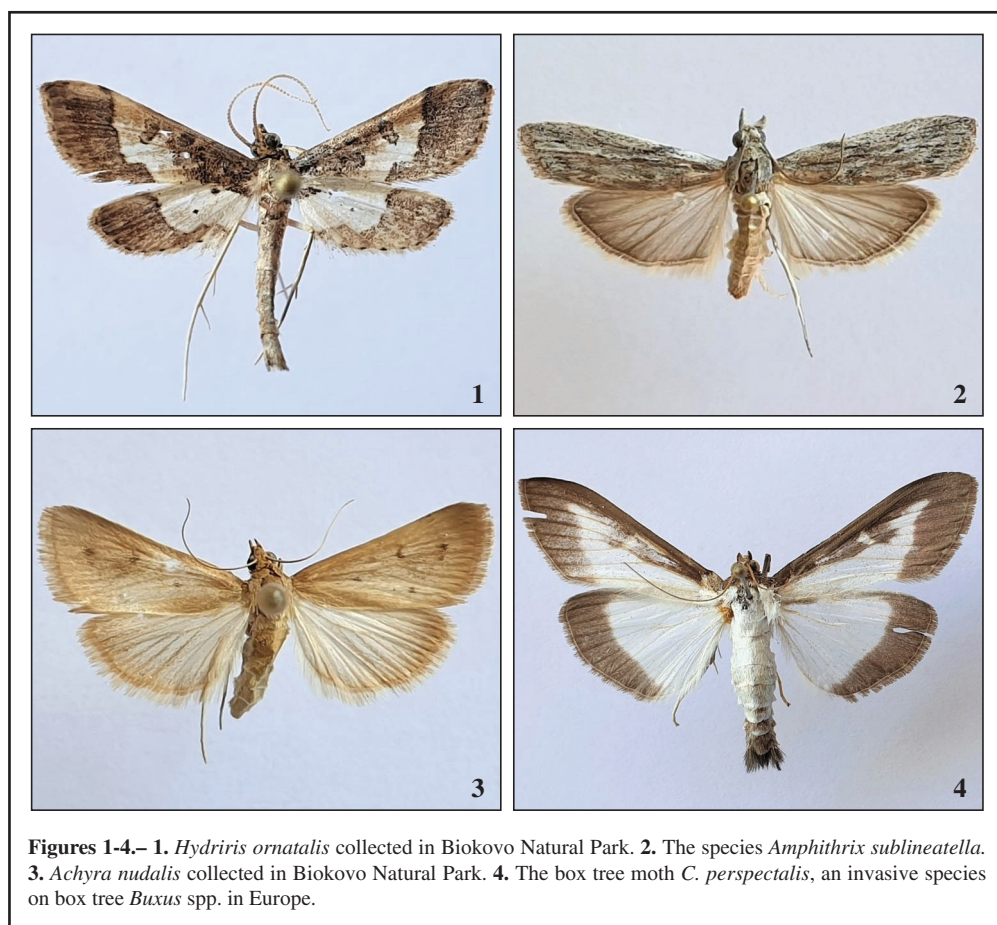 1
2
3
4
Figures 1-4.– 1. Hydriris ornatalis collected in Biokovo Natural Park. 2. The species Amphithrix sublineatella.
3. Achyra nudalis collected in Biokovo Natural Park. 4. The box tree moth C. perspectalis, an invasive species
on box tree Buxus spp. in Europe.